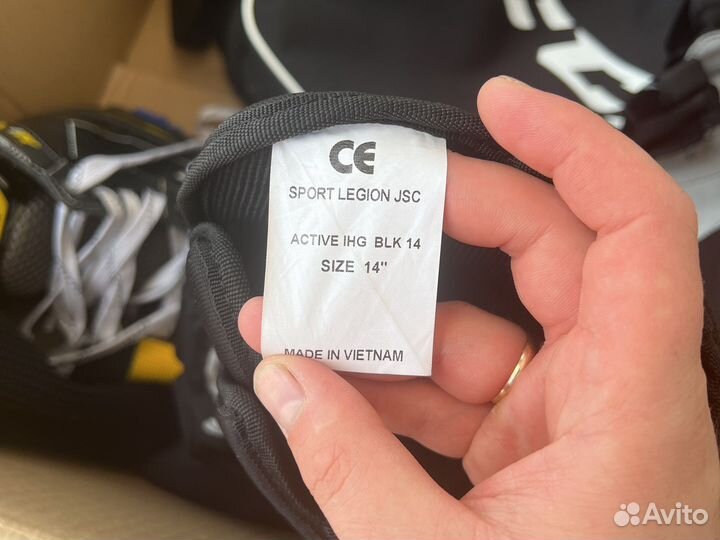 CE
SPORT LEGION JSC
ACTIVE IHG BLK 14
SIZE 14"
MADE IN VIETNAM
Avito